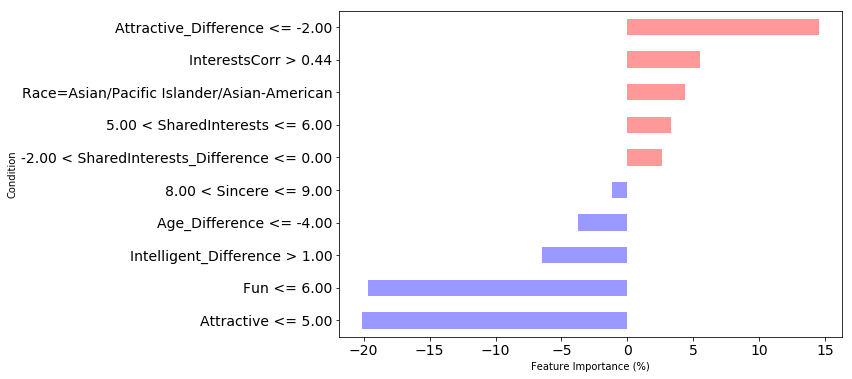 Attractive_Difference <= -2.00
InterestsCorr > 0.44
Race=Asian/Pacific Islander/Asian-American
5.00 < SharedInterests <= 6.00
-2.00 < SharedInterests_Difference <= 0.00
8.00 < Sincere <= 9.00
Age_Difference <= -4.00
Intelligent_Difference > 1.00
Fun <= 6.00
Attractive <= 5.00
Condition
−20 −15 −10 −5 0 5 10 15
Feature Importance (%)